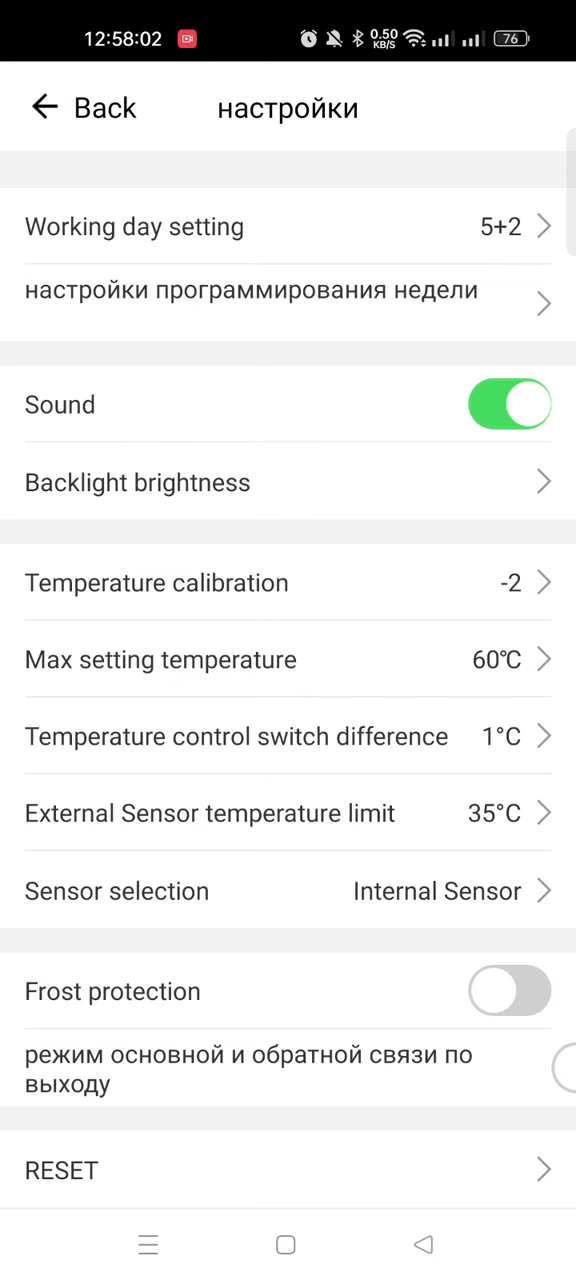 12:58:02 0.50 KB/S 76
Back настройки
Working day setting 5+2
настройки программирования недели
Sound
Backlight brightness
Temperature calibration -2
Max setting temperature 60℃
Temperature control switch difference 1°C
External Sensor temperature limit 35°C
Sensor selection Internal Sensor
Frost protection
режим основной и обратной связи по
выходу
RESET